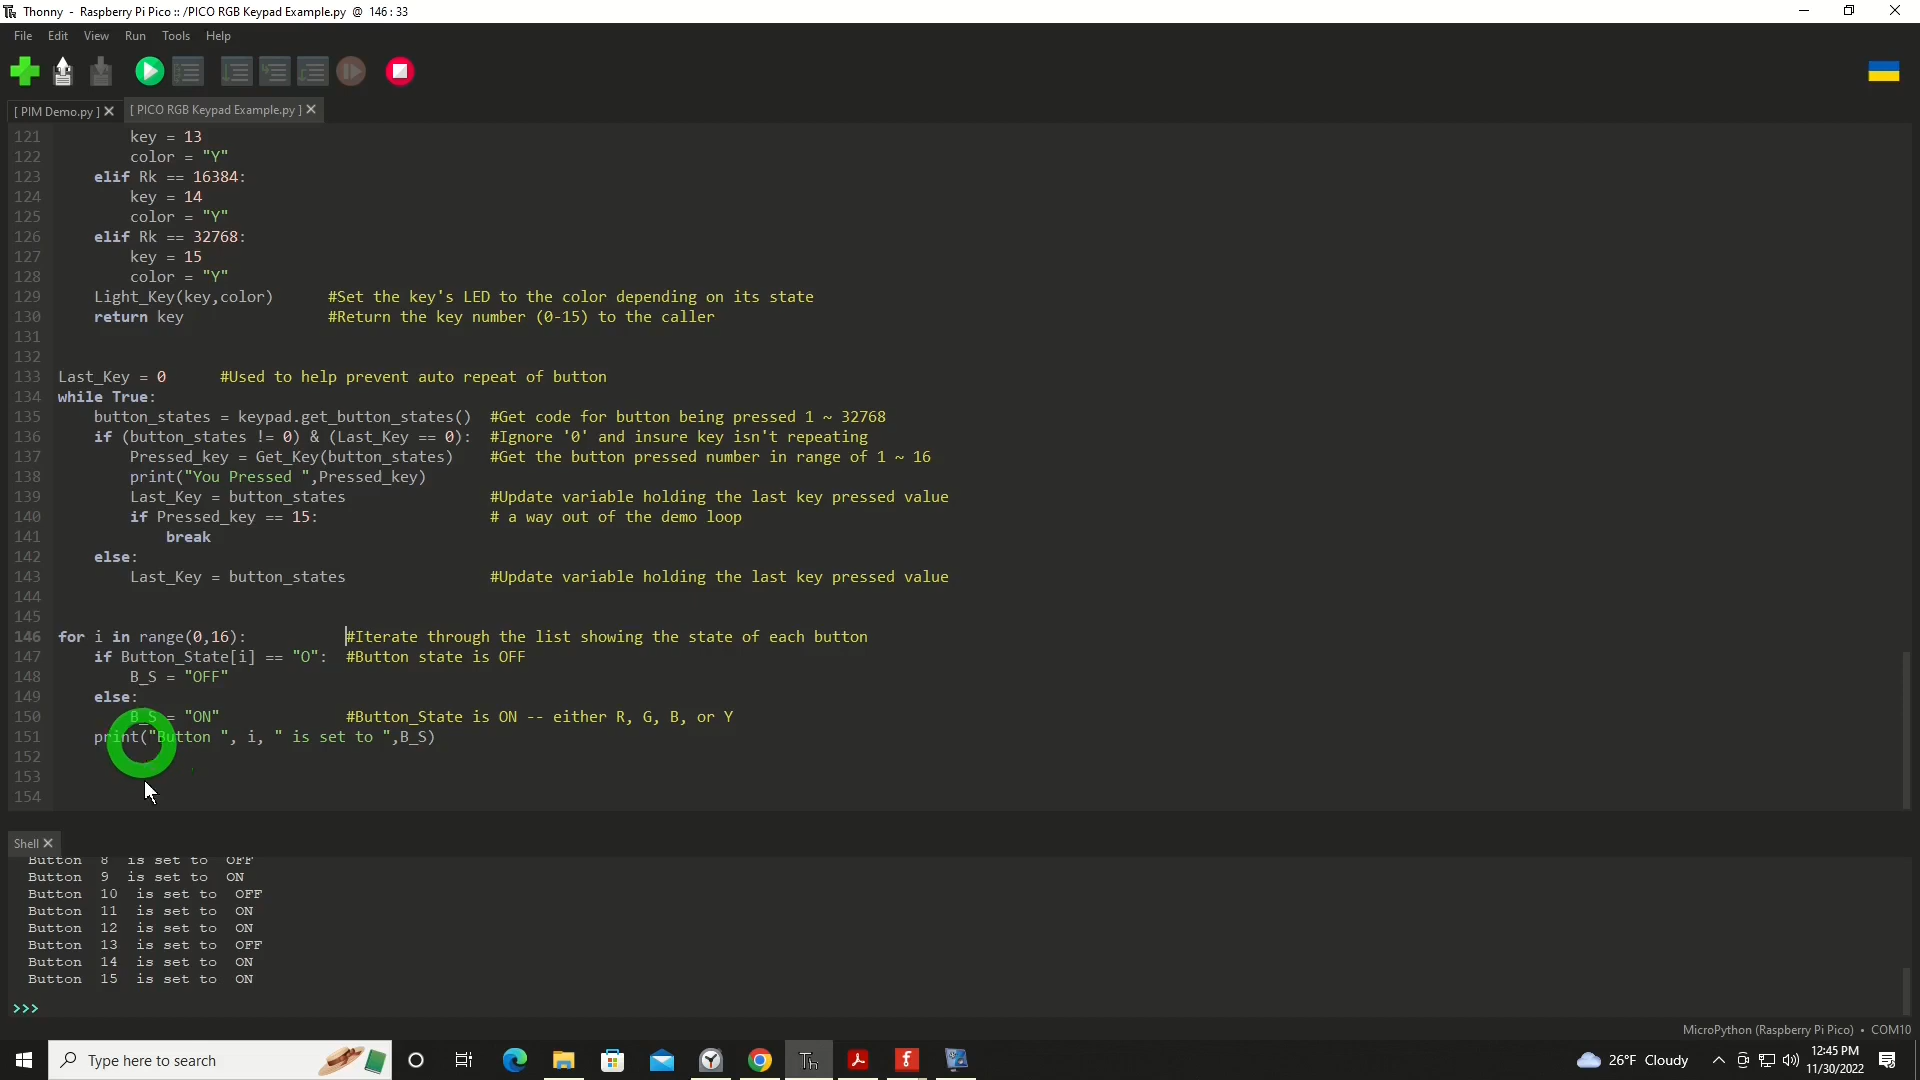 Thonny - Raspberry Pi Pico :: /PICO RGB Keypad Example.py @ 146 : 33
File Edit View Run Tools Help
[ PIM Demo.py ] [ PICO RGB Keypad Example.py ]
121 key = 13
122 color = "Y"
123 elif Rk == 16384:
124 key = 14
125 color = "Y"
126 elif Rk == 32768:
127 key = 15
128 color = "Y"
129 Light_Key(key,color) #Set the key's LED to the color depending on its state
130 return key #Return the key number (0-15) to the caller
131
132
133 Last_Key = 0 #Used to help prevent auto repeat of button
134 while True:
135 button_states = keypad.get_button_states() #Get code for button being pressed 1 ~ 32768
136 if (button_states != 0) & (Last_Key == 0): #Ignore '0' and insure key isn't repeating
137 Pressed_key = Get_Key(button_states) #Get the button pressed number in range of 1 ~ 16
138 print("You Pressed ",Pressed_key)
139 Last_Key = button_states #Update variable holding the last key pressed value
140 if Pressed_key == 15: # a way out of the demo loop
141 break
142 else:
143 Last_Key = button_states #Update variable holding the last key pressed value
144
145
146 for i in range(0,16): #Iterate through the list showing the state of each button
147 if Button_State[i] == "O": #Button state is OFF
148 B_S = "OFF"
149 else:
150 B_S = "ON" #Button_State is ON -- either R, G, B, or Y
151 print("Button ", i, " is set to ",B_S)
152
153
154
Shell
Button 8 is set to OFF
Button 9 is set to ON
Button 10 is set to OFF
Button 11 is set to ON
Button 12 is set to ON
Button 13 is set to OFF
Button 14 is set to ON
Button 15 is set to ON
>>>
MicroPython (Raspberry Pi Pico) • COM10
Type here to search
Th
26°F Cloudy
12:45 PM
11/30/2022